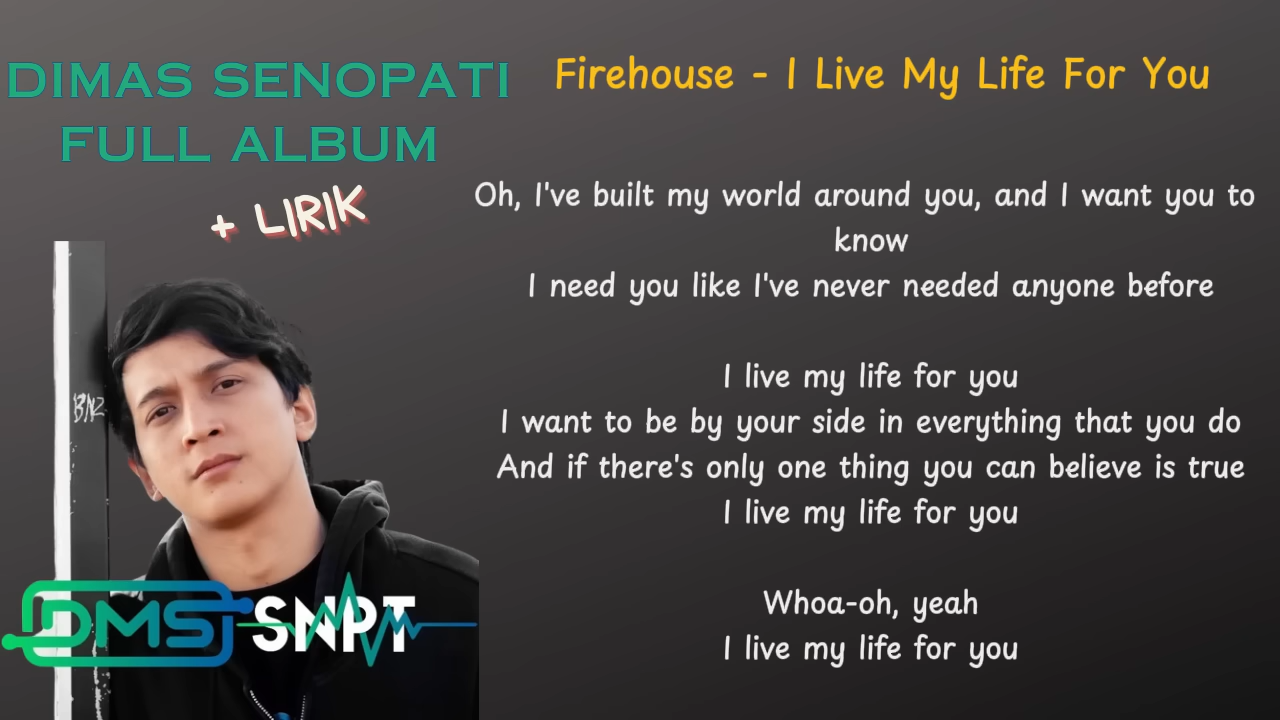 DIMAS SENOPATI
FULL ALBUM
+ LIRIK
BNZ
DMS SNPT
Firehouse - I Live My Life For You
Oh, I've built my world around you, and I want you to
know
I need you like I've never needed anyone before
I live my life for you
I want to be by your side in everything that you do
And if there's only one thing you can believe is true
I live my life for you
Whoa-oh, yeah
I live my life for you